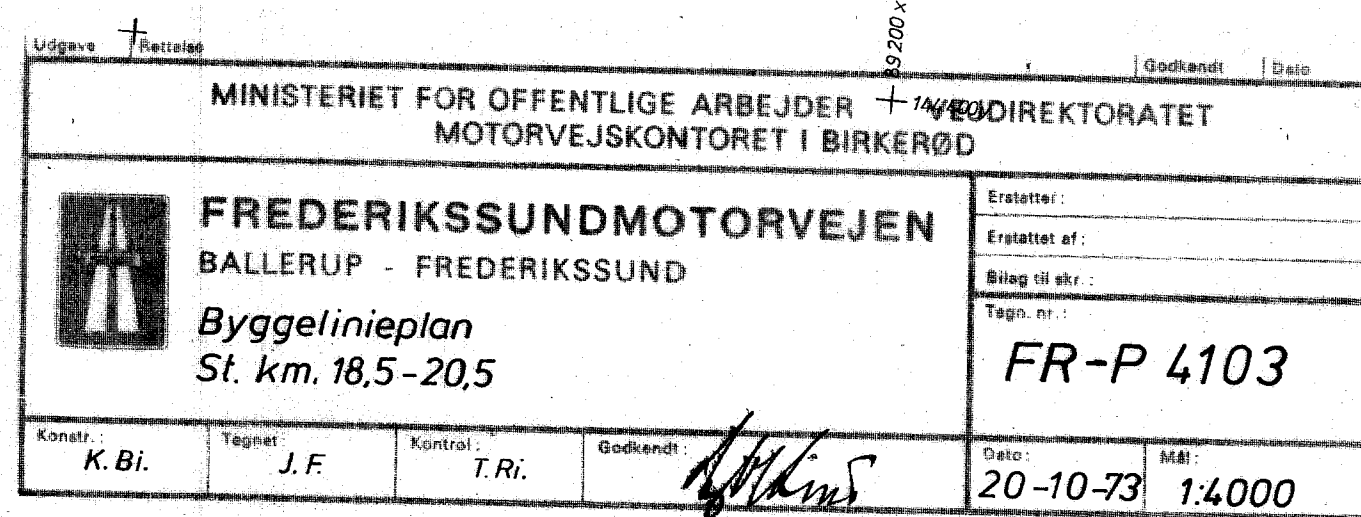 89200 x
Udgave Rettelse Godkendt Dato
MINISTERIET FOR OFFENTLIGE ARBEJDER VEJDIREKTORATET
MOTORVEJSKONTORET I BIRKERØD
FREDERIKSSUNDMOTORVEJEN
BALLERUP - FREDERIKSSUND
Byggelinieplan
St. km. 18,5-20,5
Erstatter:
Erstattet af:
Bilag til skr.:
Tegn. nr.:
FR-P 4103
Konstr.: K. Bi.
Tegnet: J. F.
Kontrol: T. Ri.
Godkendt:
Dato: 20-10-73
Mål: 1:4000